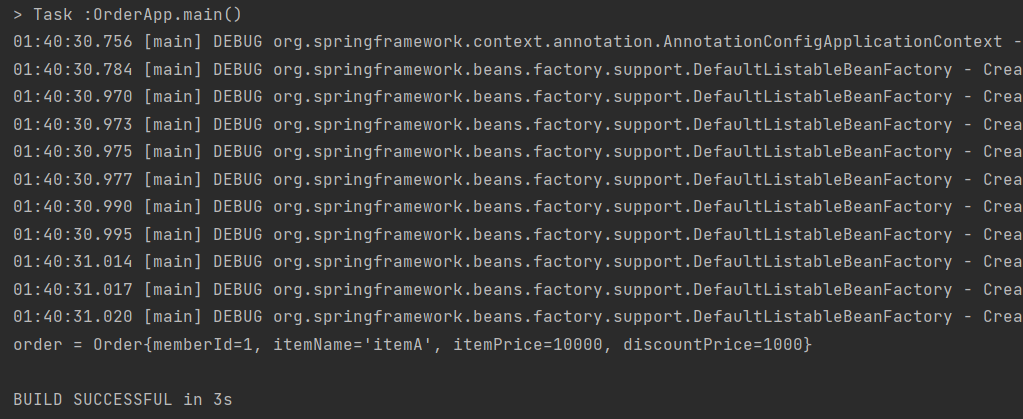 > Task :OrderApp.main()
01:40:30.756 [main] DEBUG org.springframework.context.annotation.AnnotationConfigApplicationContext -
01:40:30.784 [main] DEBUG org.springframework.beans.factory.support.DefaultListableBeanFactory - Crea
01:40:30.970 [main] DEBUG org.springframework.beans.factory.support.DefaultListableBeanFactory - Crea
01:40:30.973 [main] DEBUG org.springframework.beans.factory.support.DefaultListableBeanFactory - Crea
01:40:30.975 [main] DEBUG org.springframework.beans.factory.support.DefaultListableBeanFactory - Crea
01:40:30.977 [main] DEBUG org.springframework.beans.factory.support.DefaultListableBeanFactory - Crea
01:40:30.990 [main] DEBUG org.springframework.beans.factory.support.DefaultListableBeanFactory - Crea
01:40:30.995 [main] DEBUG org.springframework.beans.factory.support.DefaultListableBeanFactory - Crea
01:40:31.014 [main] DEBUG org.springframework.beans.factory.support.DefaultListableBeanFactory - Crea
01:40:31.017 [main] DEBUG org.springframework.beans.factory.support.DefaultListableBeanFactory - Crea
01:40:31.020 [main] DEBUG org.springframework.beans.factory.support.DefaultListableBeanFactory - Crea
order = Order{memberId=1, itemName='itemA', itemPrice=10000, discountPrice=1000}
BUILD SUCCESSFUL in 3s